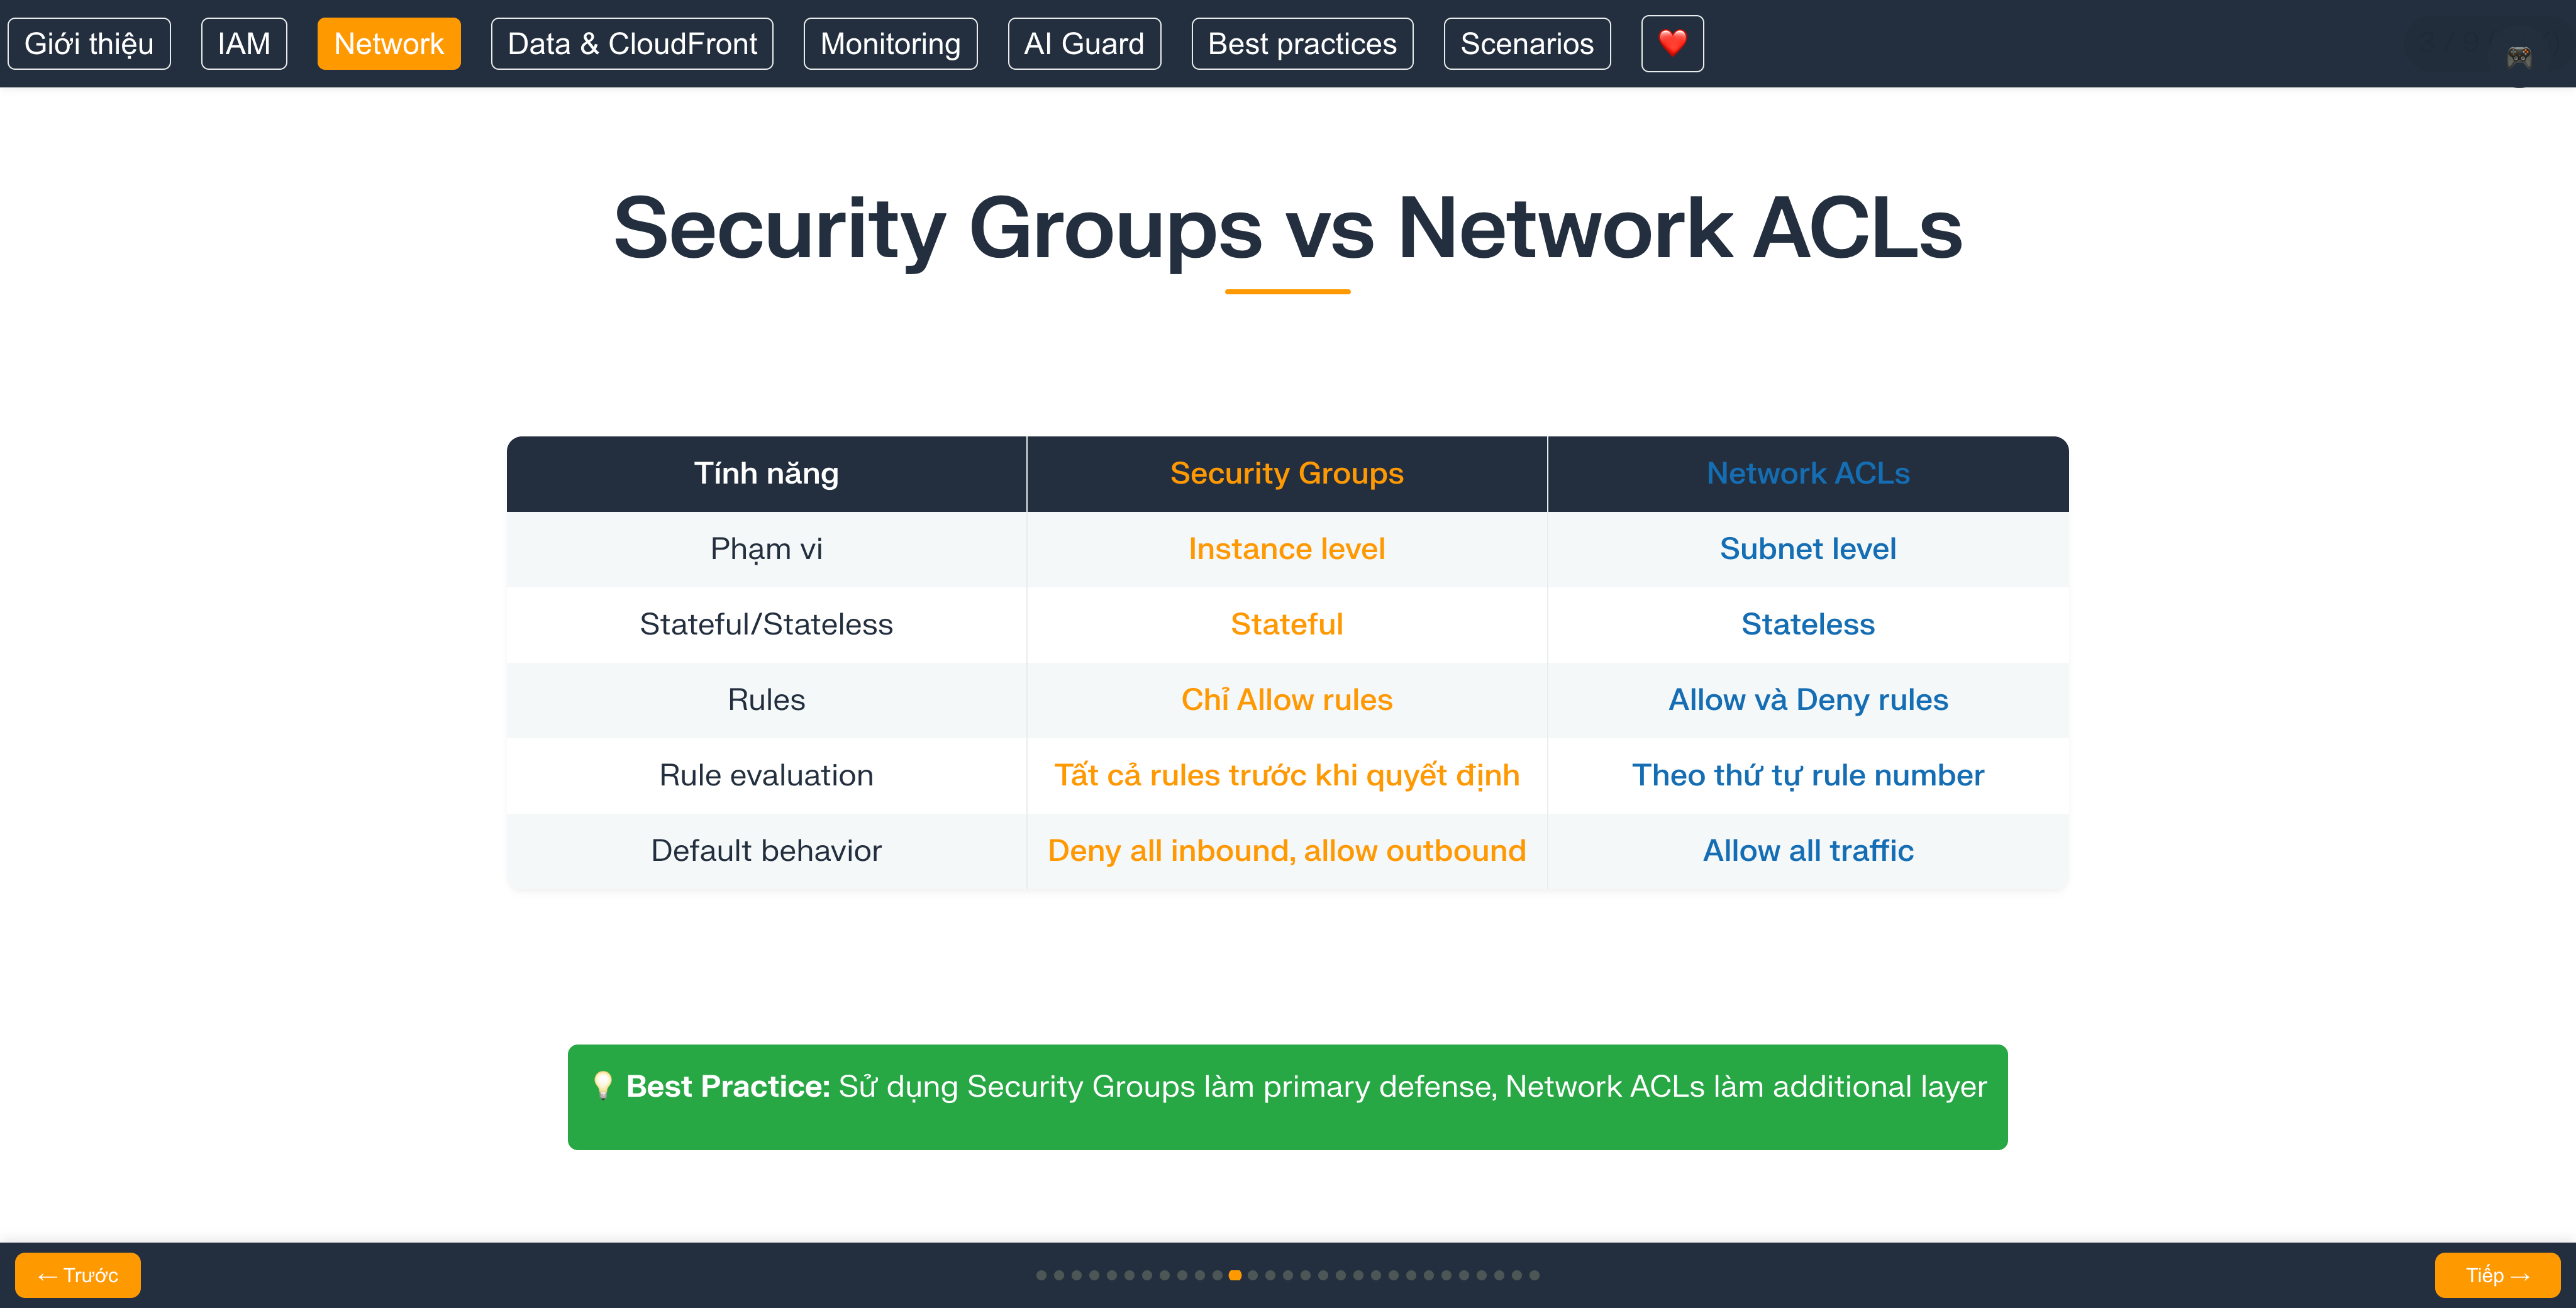 Giới thiệu
IAM
Network
Data & CloudFront
Monitoring
AI Guard
Best practices
Scenarios
Security Groups vs Network ACLs
Tính năng
Security Groups
Network ACLs
Phạm vi
Instance level
Subnet level
Stateful/Stateless
Stateful
Stateless
Rules
Chỉ Allow rules
Allow và Deny rules
Rule evaluation
Tất cả rules trước khi quyết định
Theo thứ tự rule number
Default behavior
Deny all inbound, allow outbound
Allow all traffic
Best Practice: Sử dụng Security Groups làm primary defense, Network ACLs làm additional layer
← Trước
Tiếp →